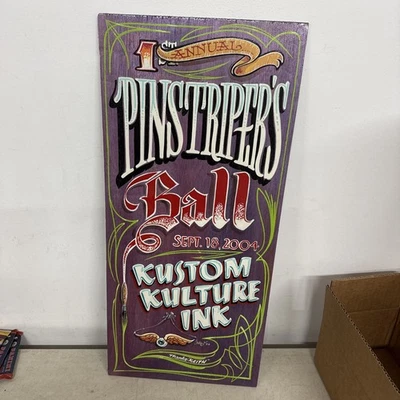 1ST ANNUAL
PINSTRIPER'S
Ball
SEPT. 18, 2004
KUSTOM
KULTURE
INK